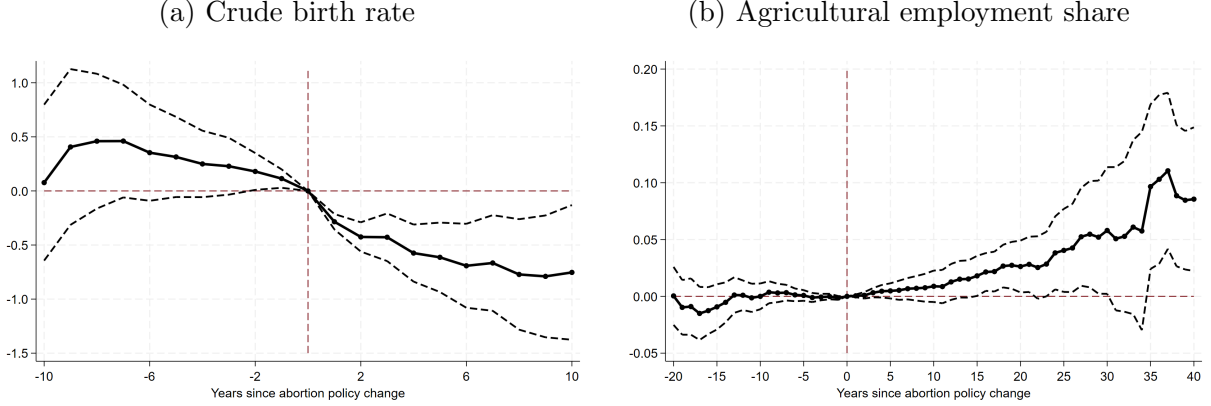 (a) Crude birth rate
1.0
0.5
0.0
-0.5
-1.0
-1.5
-10 -6 -2 2 6 10
Years since abortion policy change
(b) Agricultural employment share
0.20
0.15
0.10
0.05
0.00
-0.05
-20 -15 -10 -5 0 5 10 15 20 25 30 35 40
Years since abortion policy change